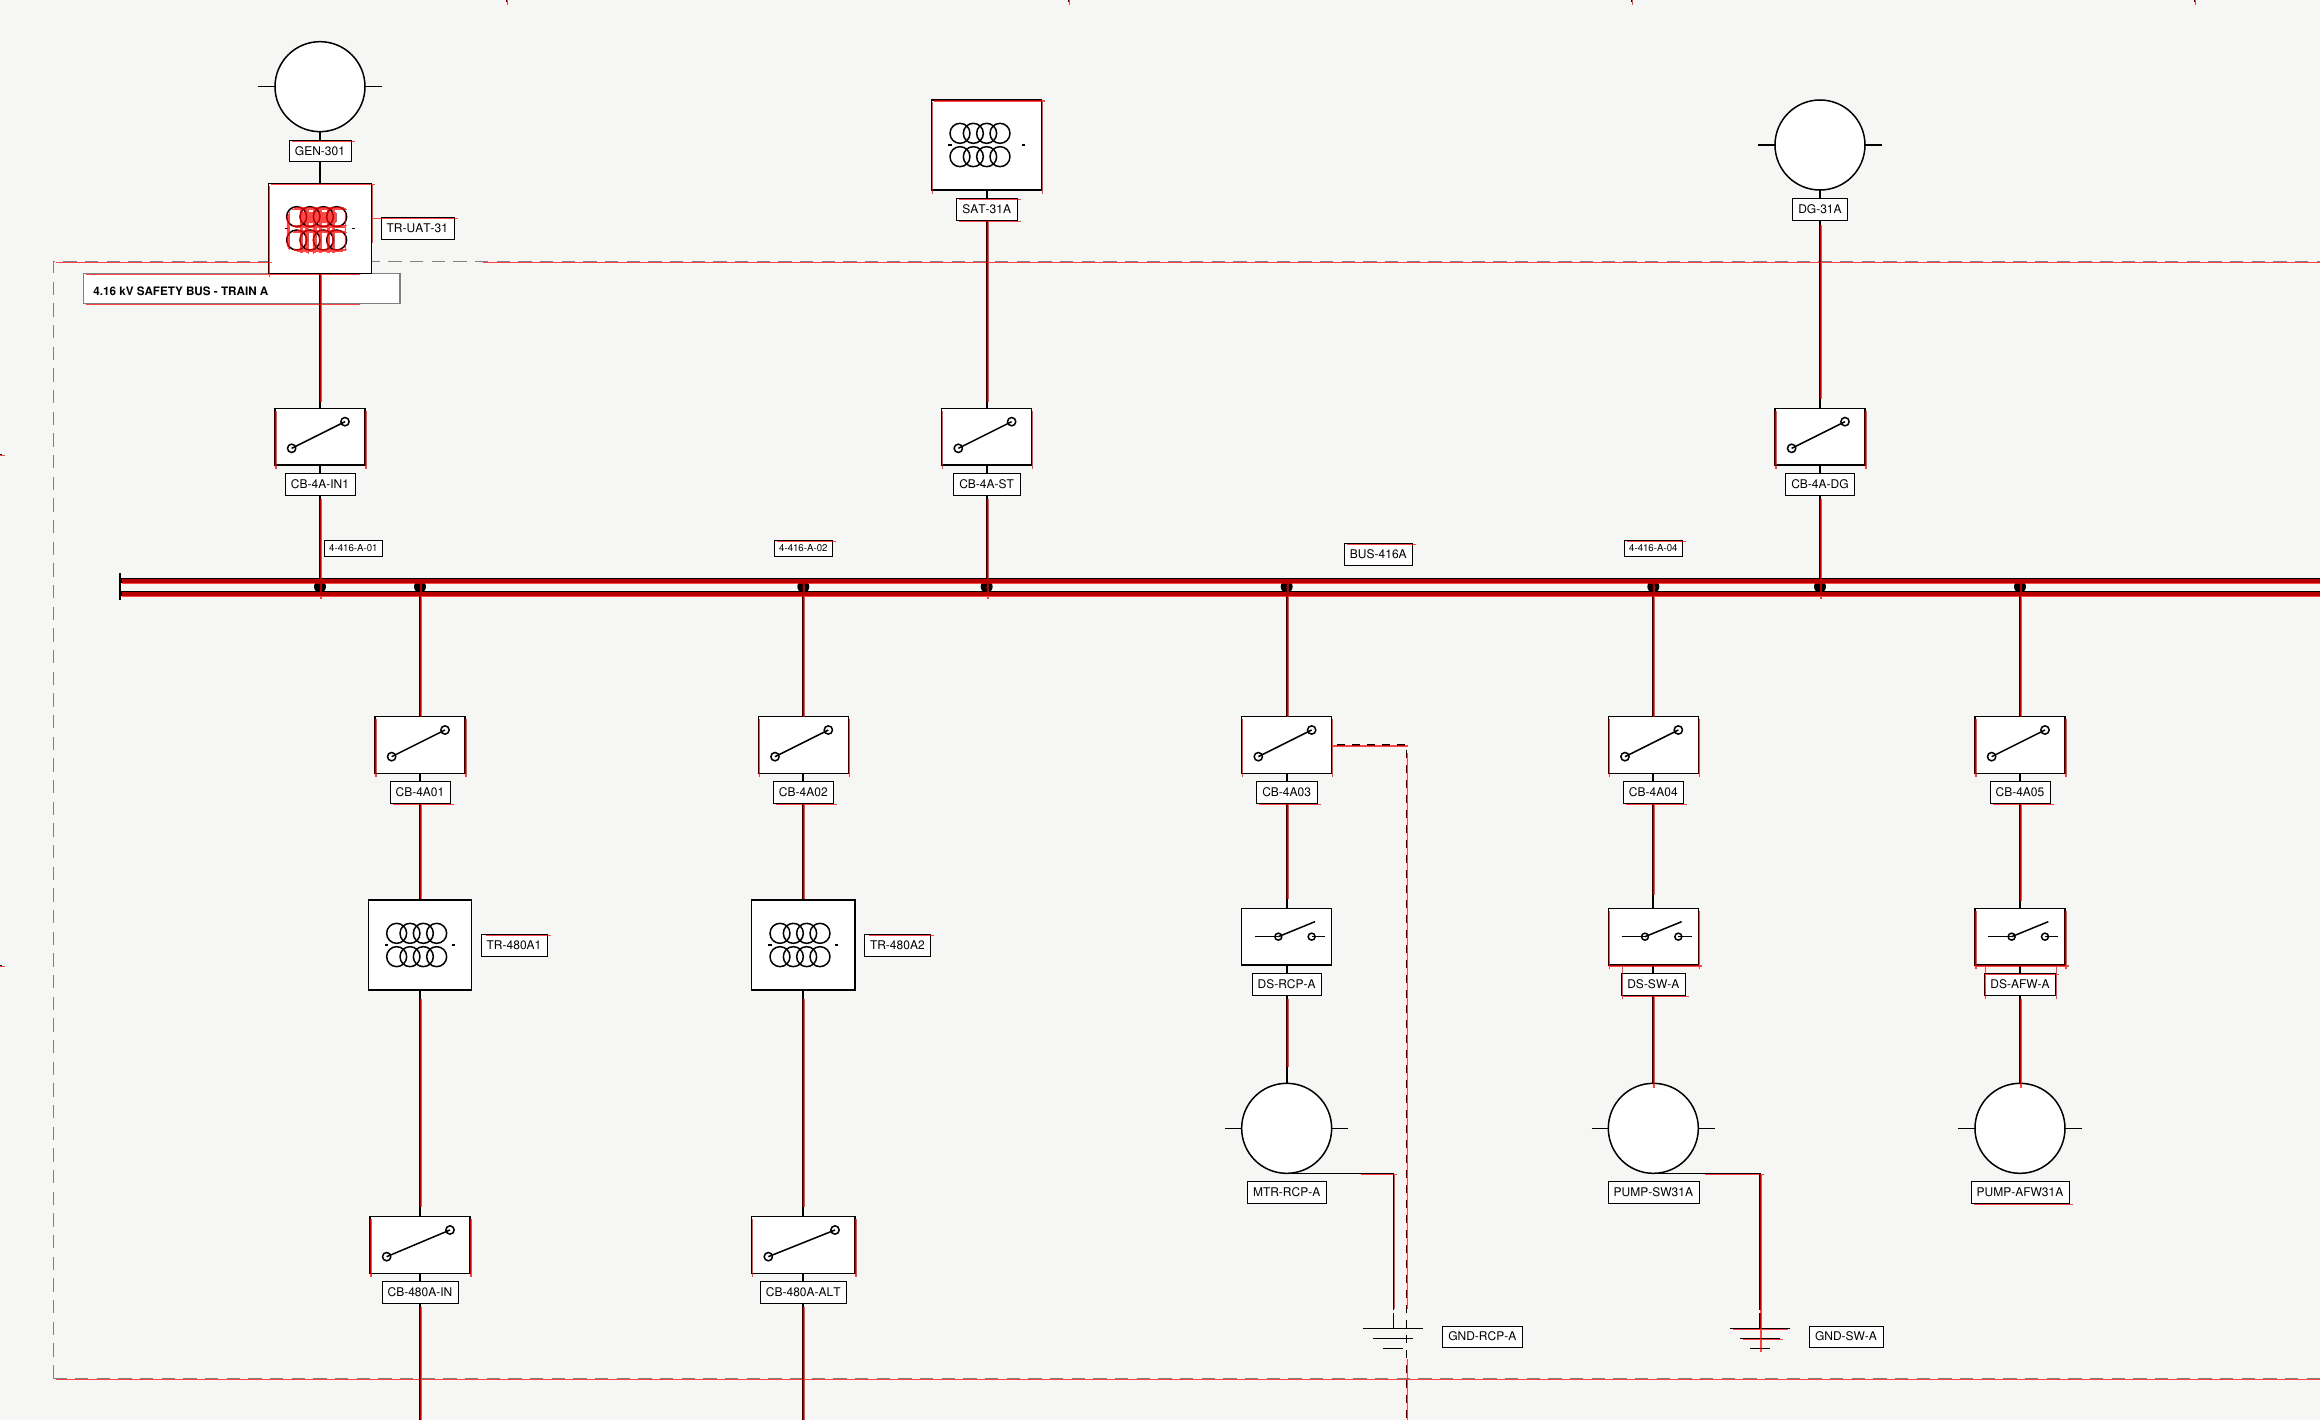 GEN-301
SAT-31A
DG-31A
TR-UAT-31
4.16 kV SAFETY BUS - TRAIN A
CB-4A-IN1
CB-4A-ST
CB-4A-DG
4-416-A-01
4-416-A-02
BUS-416A
4-416-A-04
CB-4A01
CB-4A02
CB-4A03
CB-4A04
CB-4A05
TR-480A1
TR-480A2
DS-RCP-A
DS-SW-A
DS-AFW-A
MTR-RCP-A
PUMP-SW31A
PUMP-AFW31A
CB-480A-IN
CB-480A-ALT
GND-RCP-A
GND-SW-A